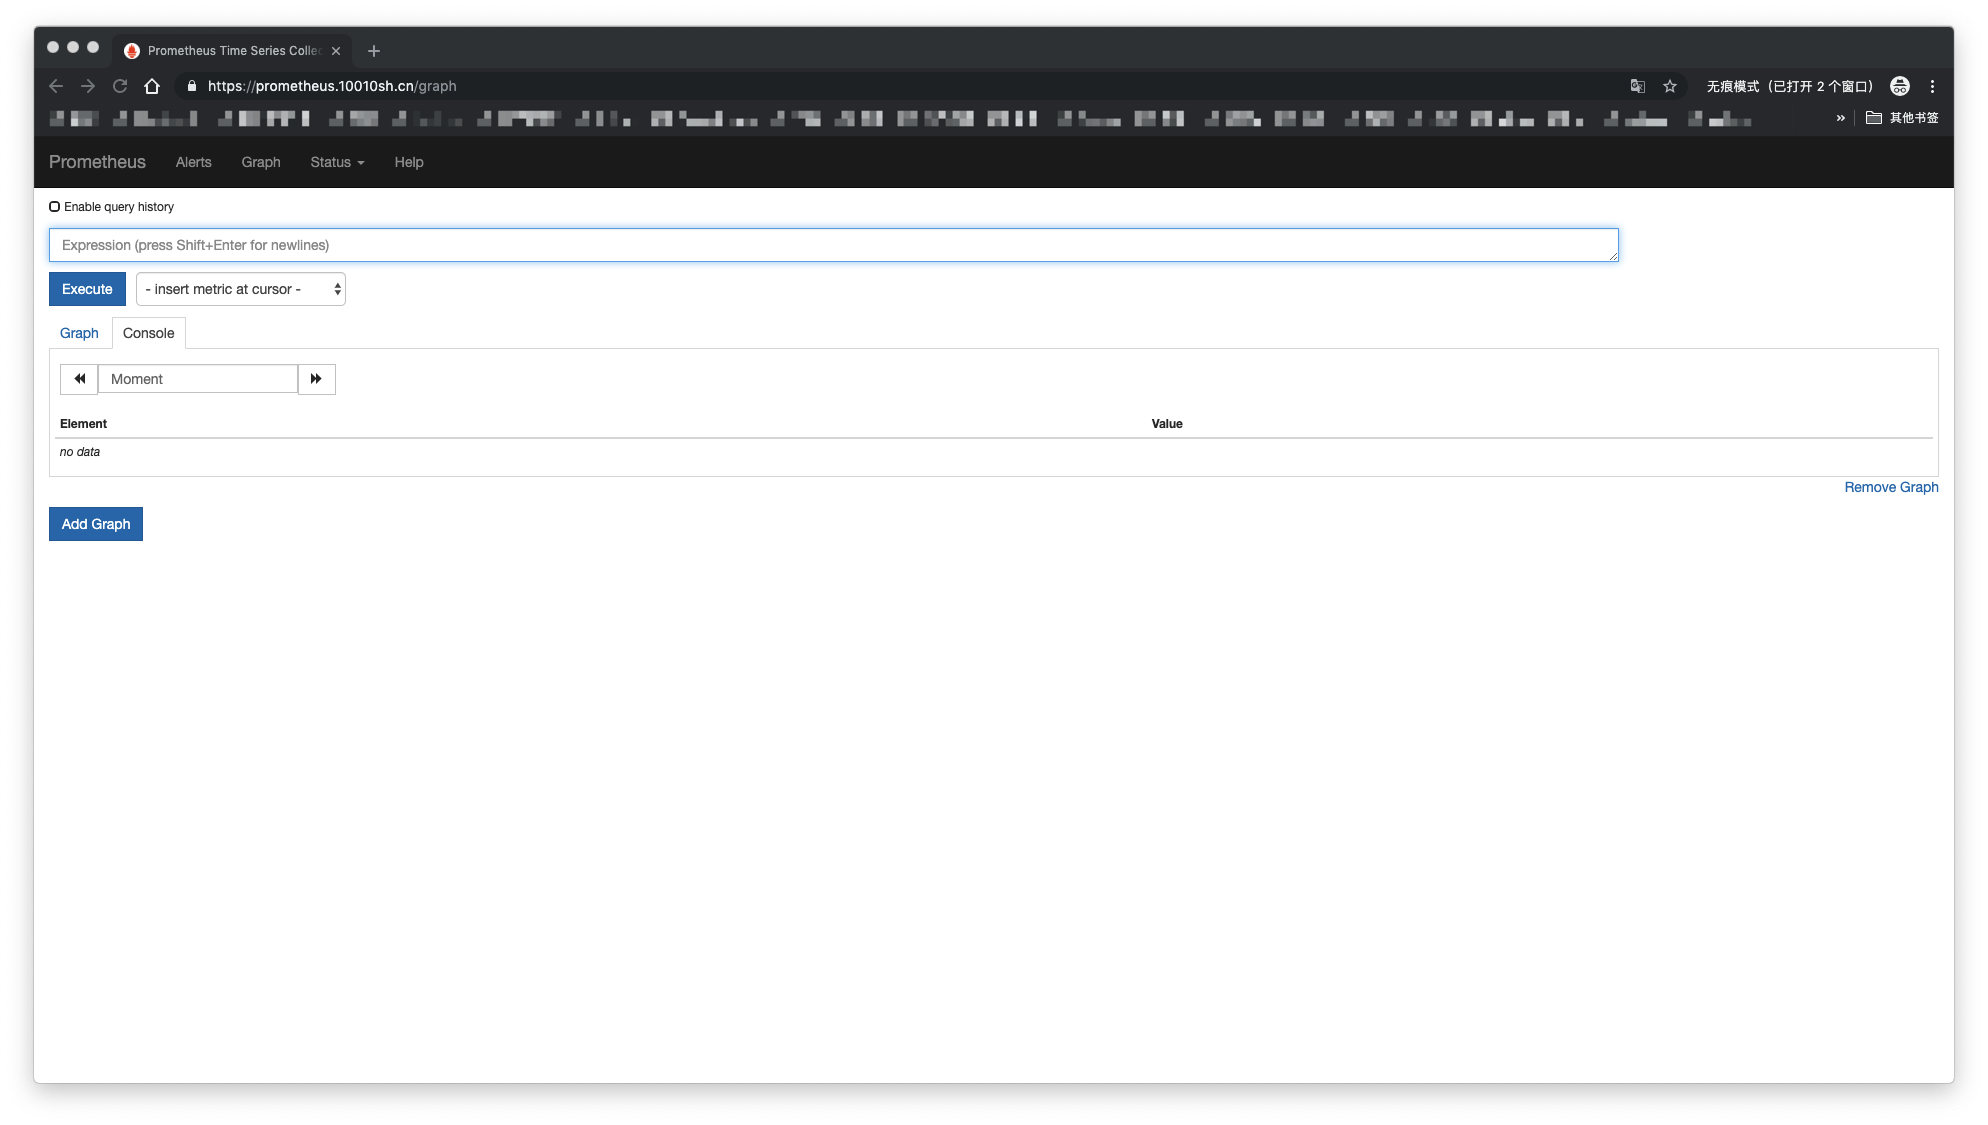 Prometheus Time Series Collec
https://prometheus.10010sh.cn/graph
无痕模式（已打开 2 个窗口）
» 其他书签
Prometheus Alerts Graph Status Help
Enable query history
Expression (press Shift+Enter for newlines)
Execute - insert metric at cursor -
Graph Console
Moment
Element Value
no data
Remove Graph
Add Graph